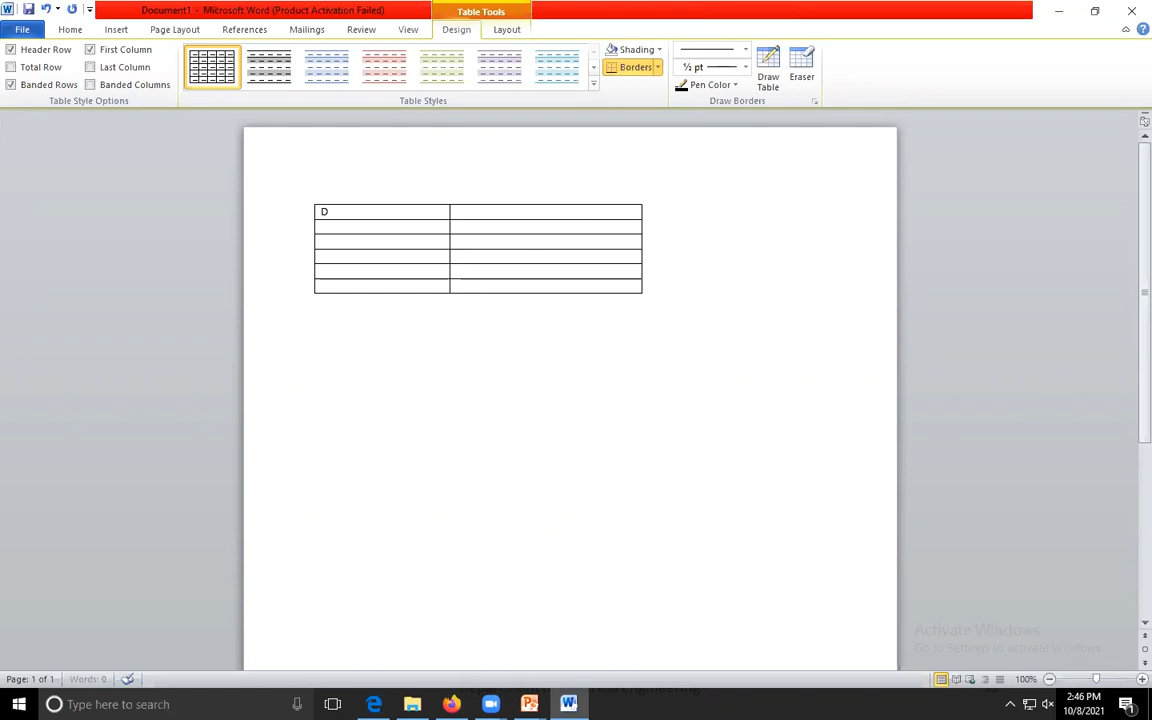 Document1 - Microsoft Word (Product Activation Failed)
Table Tools
File Home Insert Page Layout References Mailings Review View Design Layout
Header Row First Column
Total Row Last Column
Banded Rows Banded Columns
Table Style Options
Table Styles
Shading
Borders
½ pt
Pen Color
Draw Table
Eraser
Draw Borders
D
Activate Windows
Go to Settings to activate Windows.
Page: 1 of 1 Words: 0 100%
Type here to search
2:46 PM
10/8/2021
1